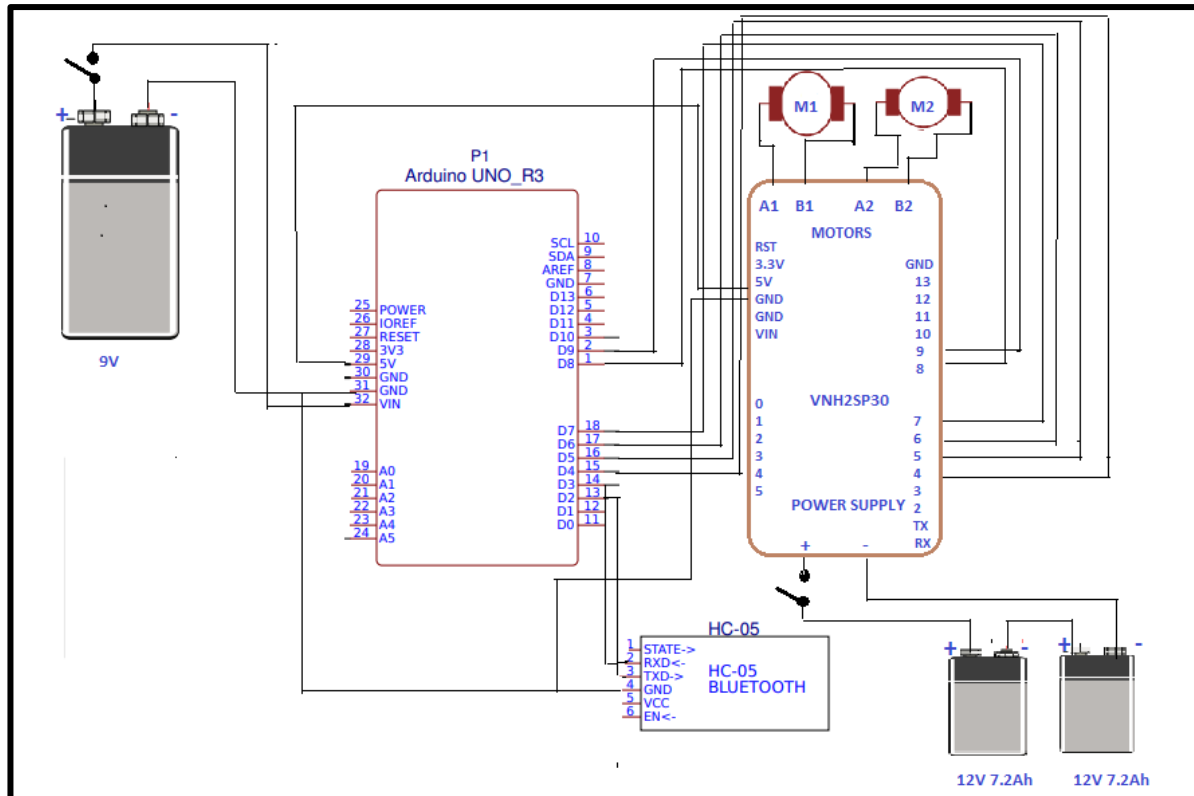 + -
9V
P1
Arduino UNO_R3
SCL 10
SDA 9
AREF 8
GND 7
D13 6
D12 5
D11 4
D10 3
D9 2
D8 1
25 POWER
26 IOREF
27 RESET
28 3V3
29 5V
30 GND
31 GND
32 VIN
D7 18
D6 17
D5 16
D4 15
D3 14
D2 13
D1 12
D0 11
19 A0
20 A1
21 A2
22 A3
23 A4
24 A5
M1 M2
A1 B1 A2 B2
MOTORS
RST
3.3V
5V
GND
GND
VIN
GND
13
12
11
10
9
8
0
1
2
3
4
5
VNH2SP30
7
6
5
4
3
2
TX
RX
POWER SUPPLY
+ -
HC-05
1 STATE->
2 RXD<-
3 TXD->
4 GND
5 VCC
6 EN<-
HC-05
BLUETOOTH
+ - + -
12V 7.2Ah 12V 7.2Ah